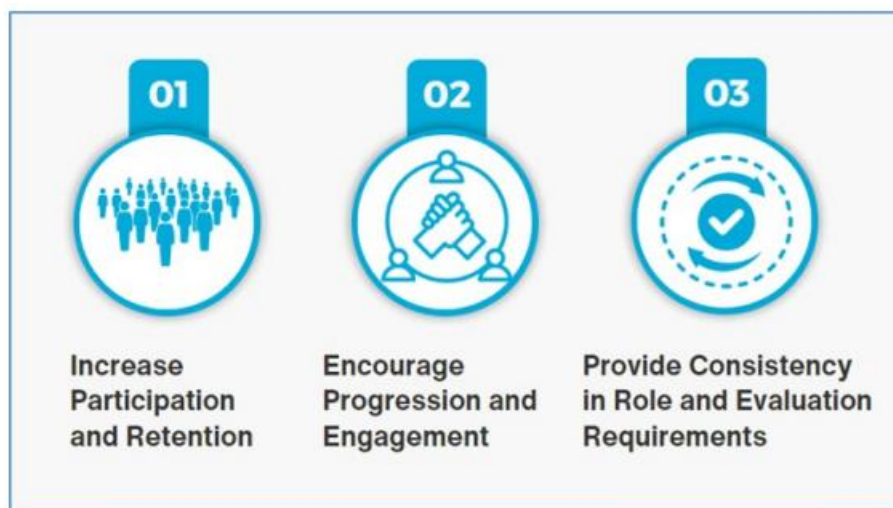 01
Increase
Participation
and Retention
02
Encourage
Progression and
Engagement
03
Provide Consistency
in Role and Evaluation
Requirements